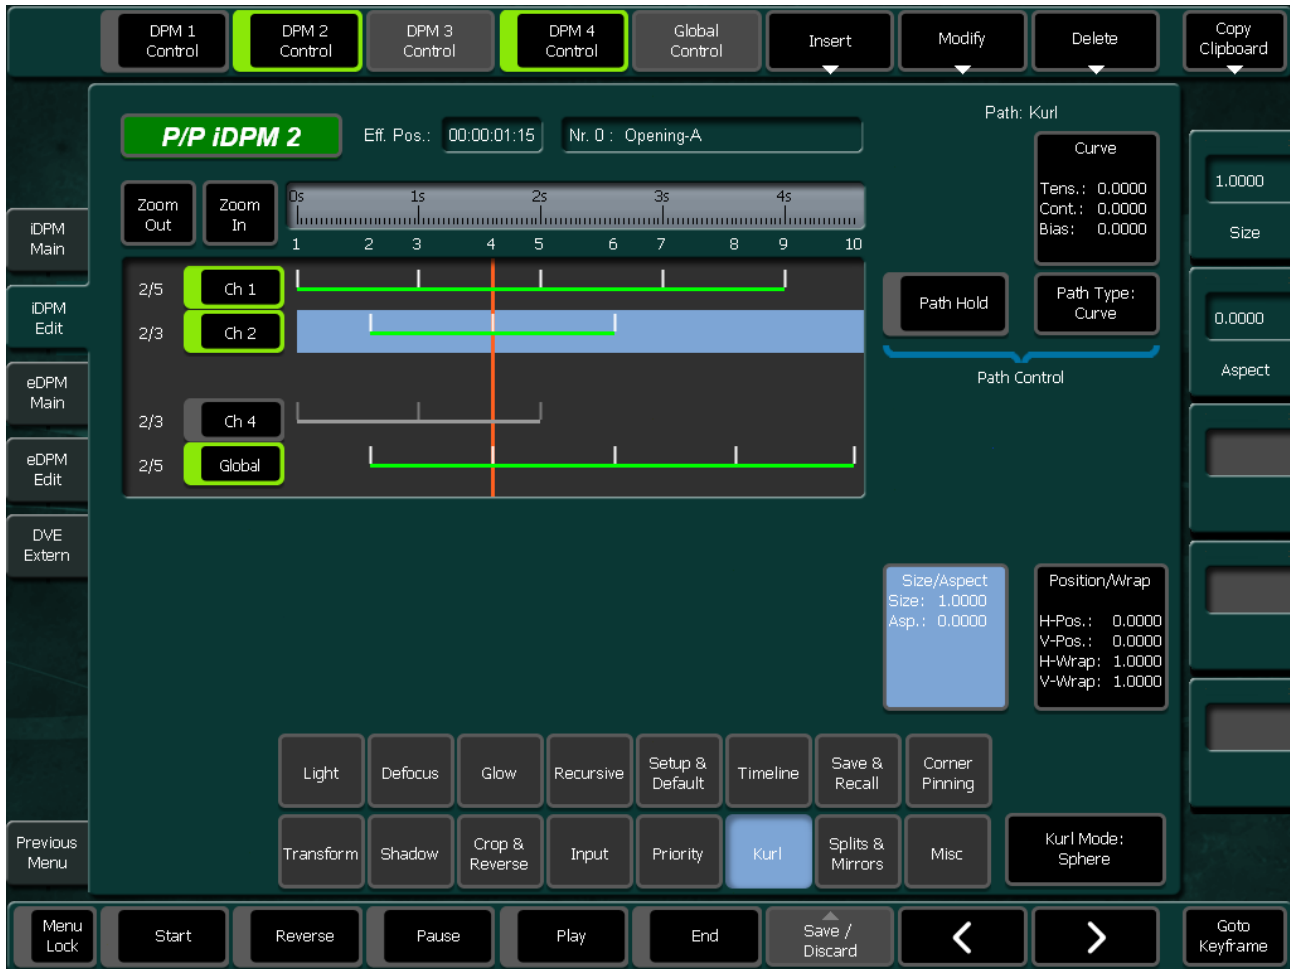 DPM 1
Control
DPM 2
Control
DPM 3
Control
DPM 4
Control
Global
Control
Insert
Modify
Delete
Copy
Clipboard
P/P iDPM 2
Eff. Pos.: 00:00:01:15
Nr. 0 : Opening-A
Path: Kurl
Curve
Tens.: 0.0000
Cont.: 0.0000
Bias: 0.0000
1.0000
Size
Zoom
Out
Zoom
In
0s 1s 2s 3s 4s
1 2 3 4 5 6 7 8 9 10
iDPM
Main
iDPM
Edit
eDPM
Main
eDPM
Edit
DVE
Extern
2/5 Ch 1
2/3 Ch 2
2/3 Ch 4
2/5 Global
Path Hold
Path Type:
Curve
Path Control
0.0000
Aspect
Size/Aspect
Size: 1.0000
Asp.: 0.0000
Position/Wrap
H-Pos.: 0.0000
V-Pos.: 0.0000
H-Wrap: 1.0000
V-Wrap: 1.0000
Light
Defocus
Glow
Recursive
Setup &
Default
Timeline
Save &
Recall
Corner
Pinning
Previous
Menu
Transform
Shadow
Crop &
Reverse
Input
Priority
Kurl
Splits &
Mirrors
Misc
Kurl Mode:
Sphere
Menu
Lock
Start
Reverse
Pause
Play
End
Save /
Discard
<
>
Goto
Keyframe